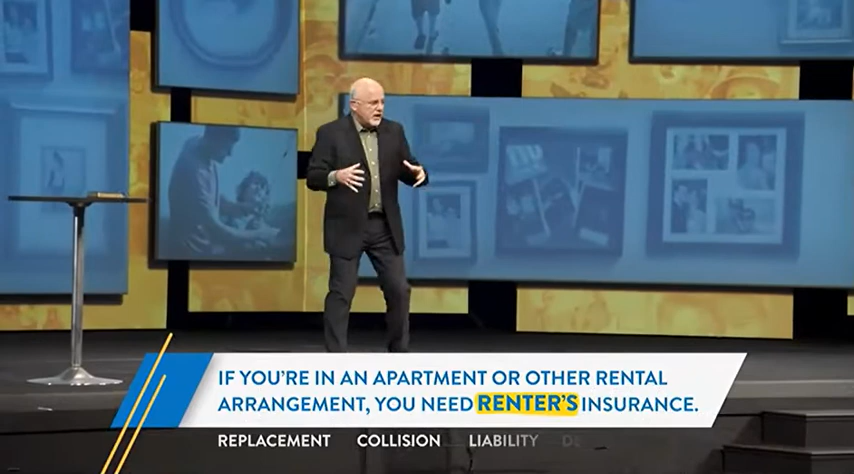 IF YOU'RE IN AN APARTMENT OR OTHER RENTAL
ARRANGEMENT, YOU NEED RENTER'S INSURANCE.
REPLACEMENT COLLISION LIABILITY